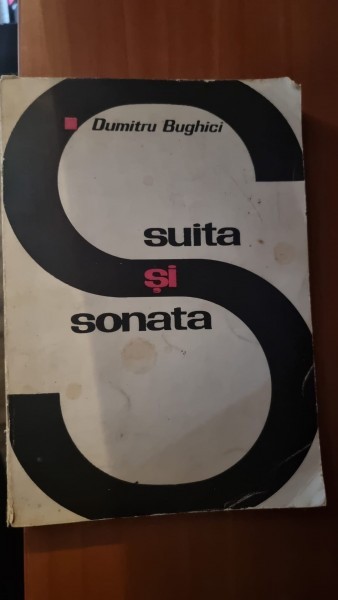 Dumitru Bughici
suita
și
sonata